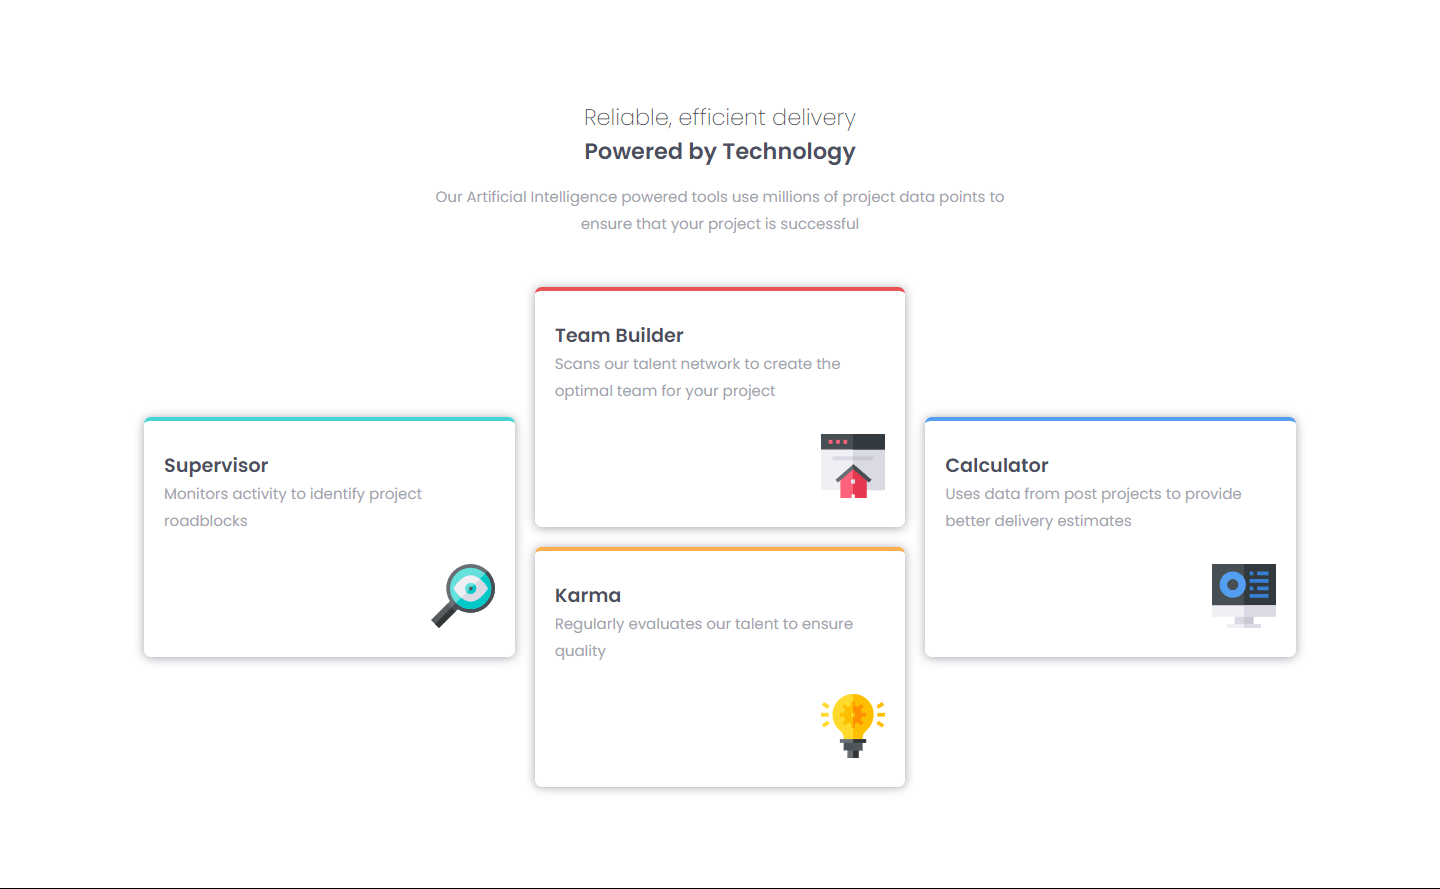 Reliable, efficient delivery
Powered by Technology
Our Artificial Intelligence powered tools use millions of project data points to
ensure that your project is successful
Team Builder
Scans our talent network to create the
optimal team for your project
Supervisor
Monitors activity to identify project
roadblocks
Calculator
Uses data from post projects to provide
better delivery estimates
Karma
Regularly evaluates our talent to ensure
quality